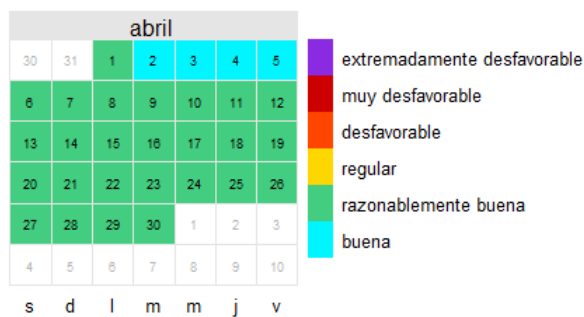 abril
30 31 1 2 3 4 5
6 7 8 9 10 11 12
13 14 15 16 17 18 19
20 21 22 23 24 25 26
27 28 29 30 1 2 3
4 5 6 7 8 9 10
s d l m m j v
extremadamente desfavorable
muy desfavorable
desfavorable
regular
razonablemente buena
buena